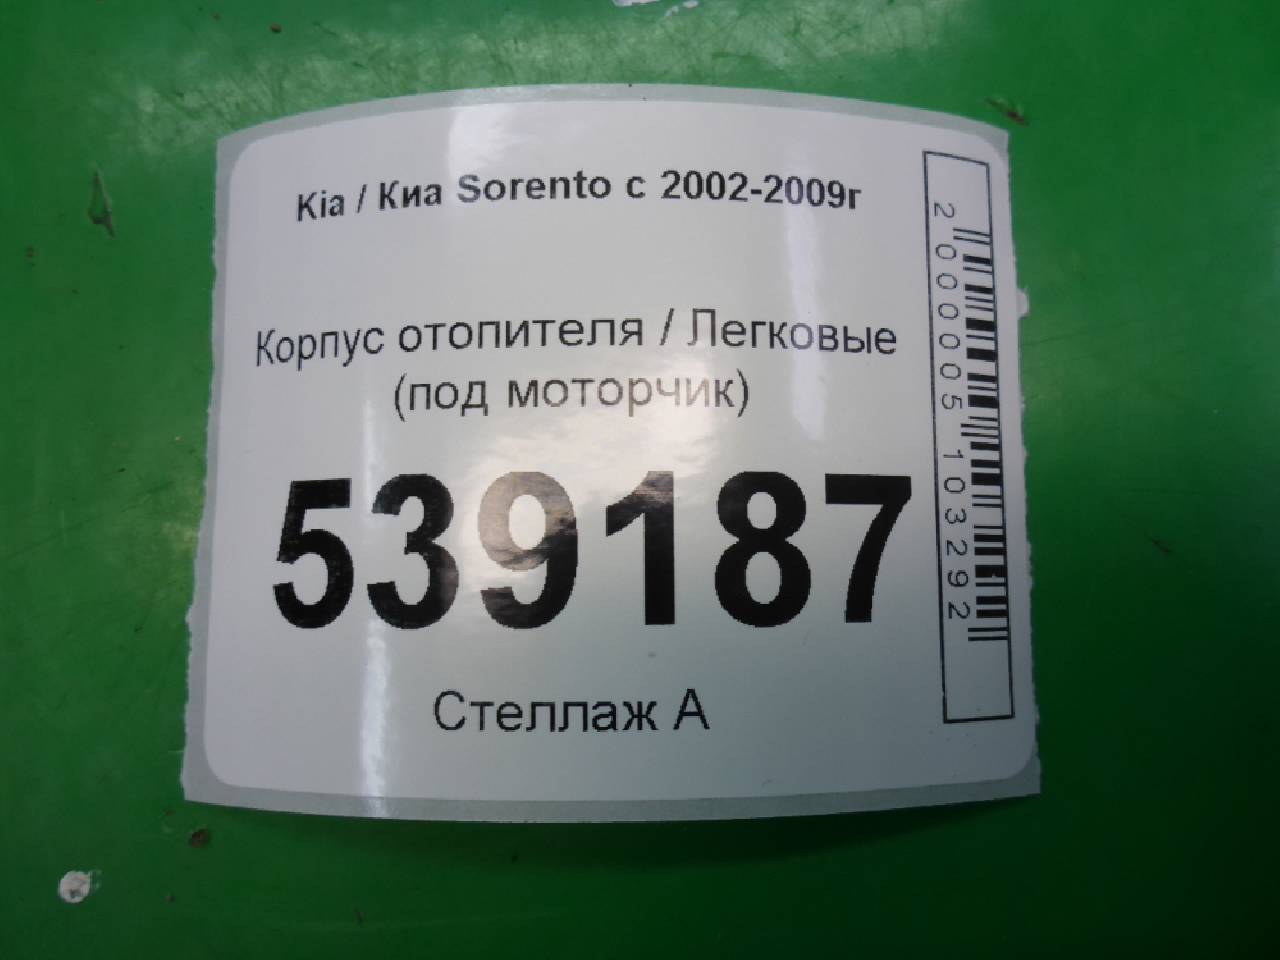 Kia / Киа Sorento с 2002-2009г
Корпус отопителя / Легковые
(под моторчик)
539187
Стеллаж А
2000005103292